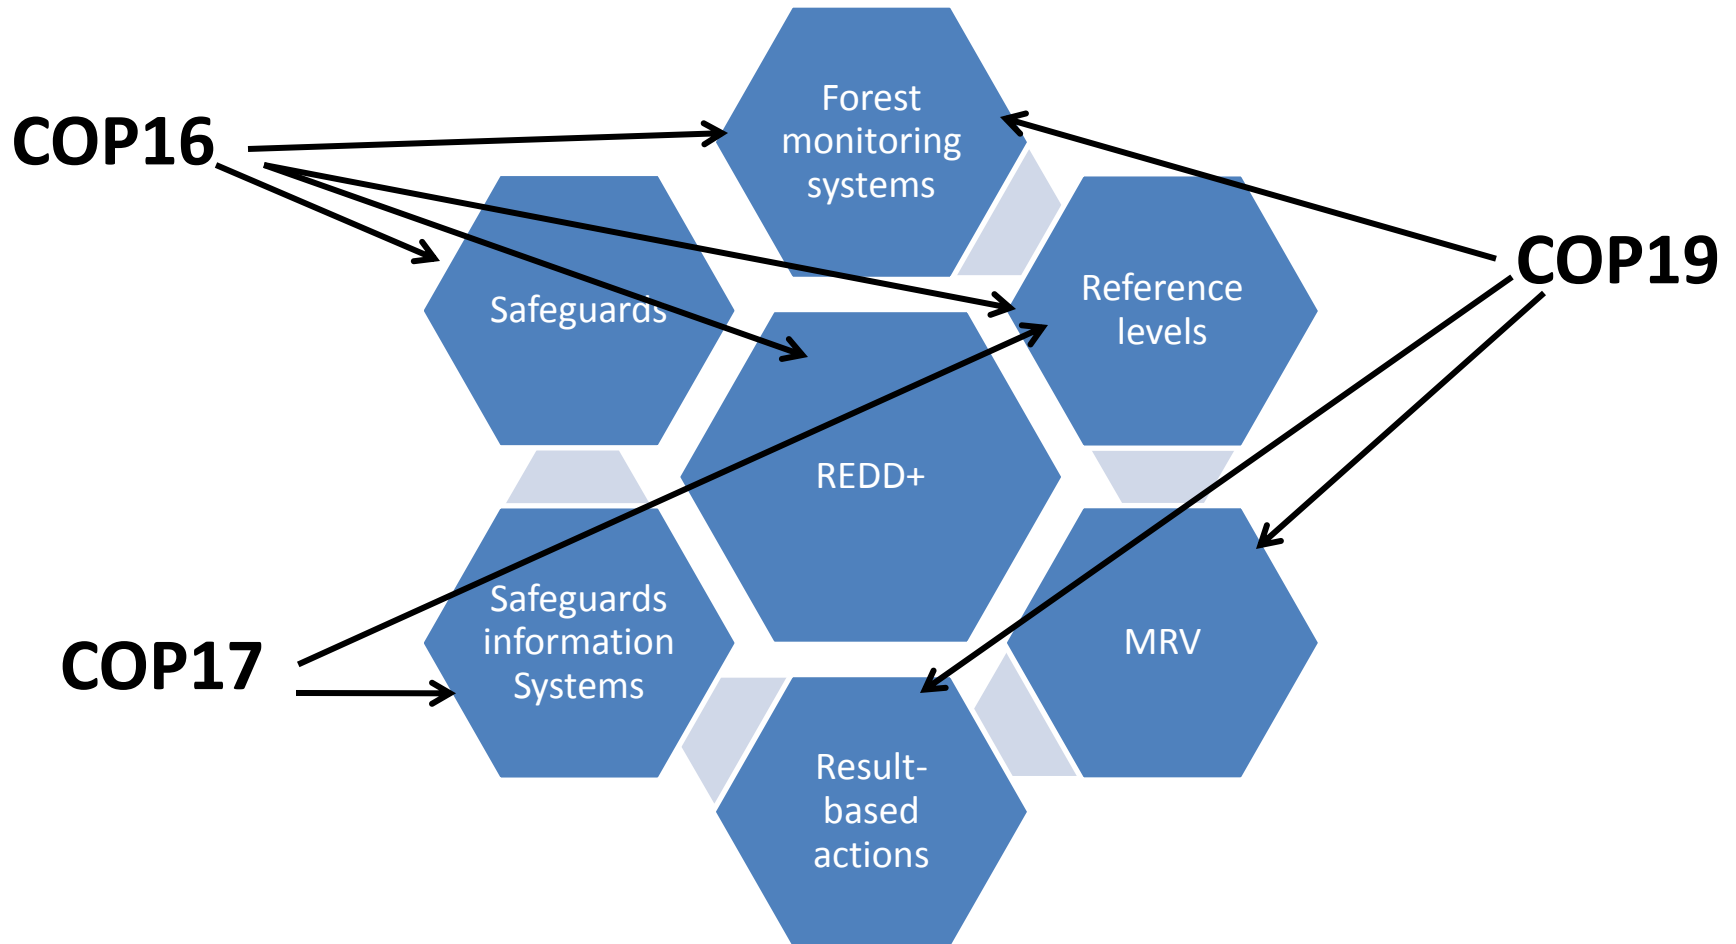 Forest
monitoring
systems
COP16
COP19
Safeguards
Reference
levels
REDD+
Safeguards
information
Systems
COP17
MRV
Result-
based
actions